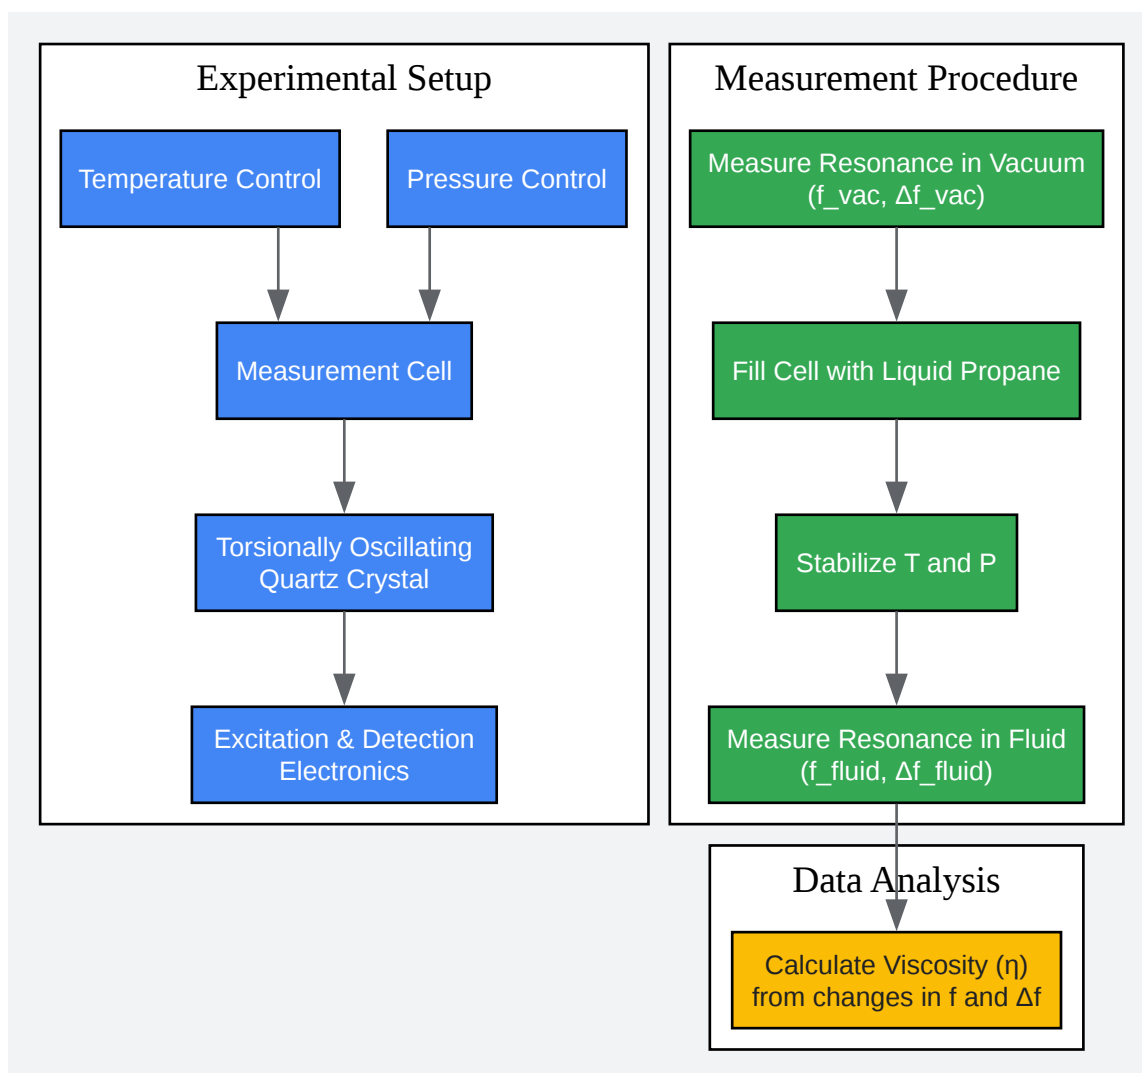 Experimental Setup
Temperature Control
Pressure Control
Measurement Cell
Torsionally Oscillating
Quartz Crystal
Excitation & Detection
Electronics
Measurement Procedure
Measure Resonance in Vacuum
(f_vac, Δf_vac)
Fill Cell with Liquid Propane
Stabilize T and P
Measure Resonance in Fluid
(f_fluid, Δf_fluid)
Data Analysis
Calculate Viscosity (η)
from changes in f and Δf